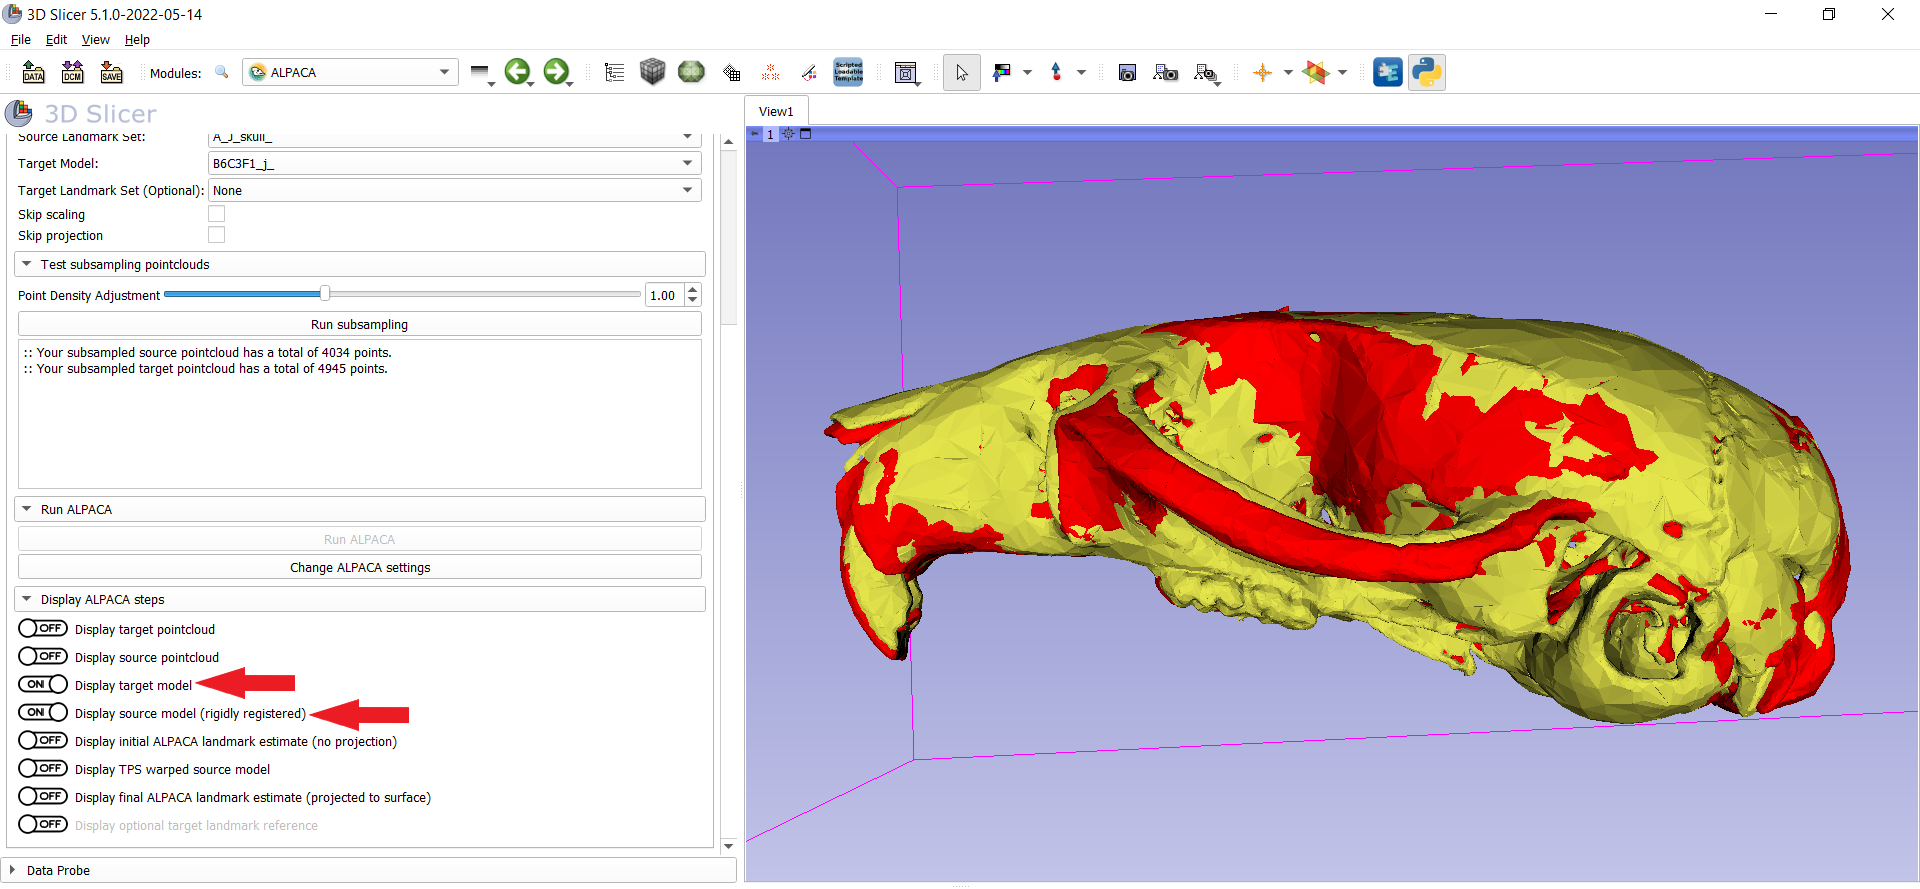 3D Slicer 5.1.0-2022-05-14
File Edit View Help
DATA DCM SAVE Modules: ALPACA Scripted Loadable Template
3D Slicer
View1
1
Source Landmark Set: A_J_skull_
Target Model: B6C3F1_j_
Target Landmark Set (Optional): None
Skip scaling
Skip projection
Test subsampling pointclouds
Point Density Adjustment 1.00
Run subsampling
:: Your subsampled source pointcloud has a total of 4034 points.
:: Your subsampled target pointcloud has a total of 4945 points.
Run ALPACA
Run ALPACA
Change ALPACA settings
Display ALPACA steps
OFF Display target pointcloud
OFF Display source pointcloud
ON Display target model
ON Display source model (rigidly registered)
OFF Display initial ALPACA landmark estimate (no projection)
OFF Display TPS warped source model
OFF Display final ALPACA landmark estimate (projected to surface)
OFF Display optional target landmark reference
Data Probe